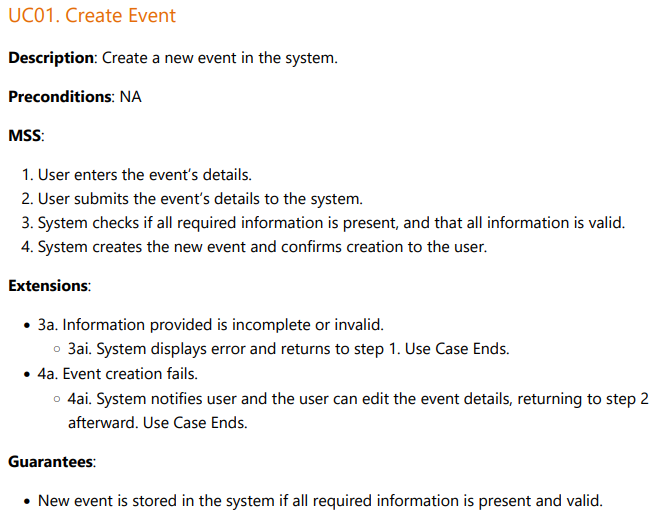 UC01. Create Event
Description: Create a new event in the system.
Preconditions: NA
MSS:
1. User enters the event's details.
2. User submits the event's details to the system.
3. System checks if all required information is present, and that all information is valid.
4. System creates the new event and confirms creation to the user.
Extensions:
• 3a. Information provided is incomplete or invalid.
○ 3ai. System displays error and returns to step 1. Use Case Ends.
• 4a. Event creation fails.
○ 4ai. System notifies user and the user can edit the event details, returning to step 2
afterward. Use Case Ends.
Guarantees:
• New event is stored in the system if all required information is present and valid.